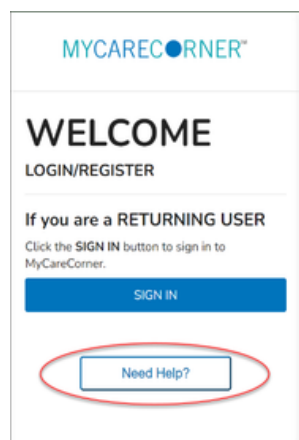 MYCARECORNER™
WELCOME
LOGIN/REGISTER
If you are a RETURNING USER
Click the SIGN IN button to sign in to
MyCareCorner.
SIGN IN
Need Help?